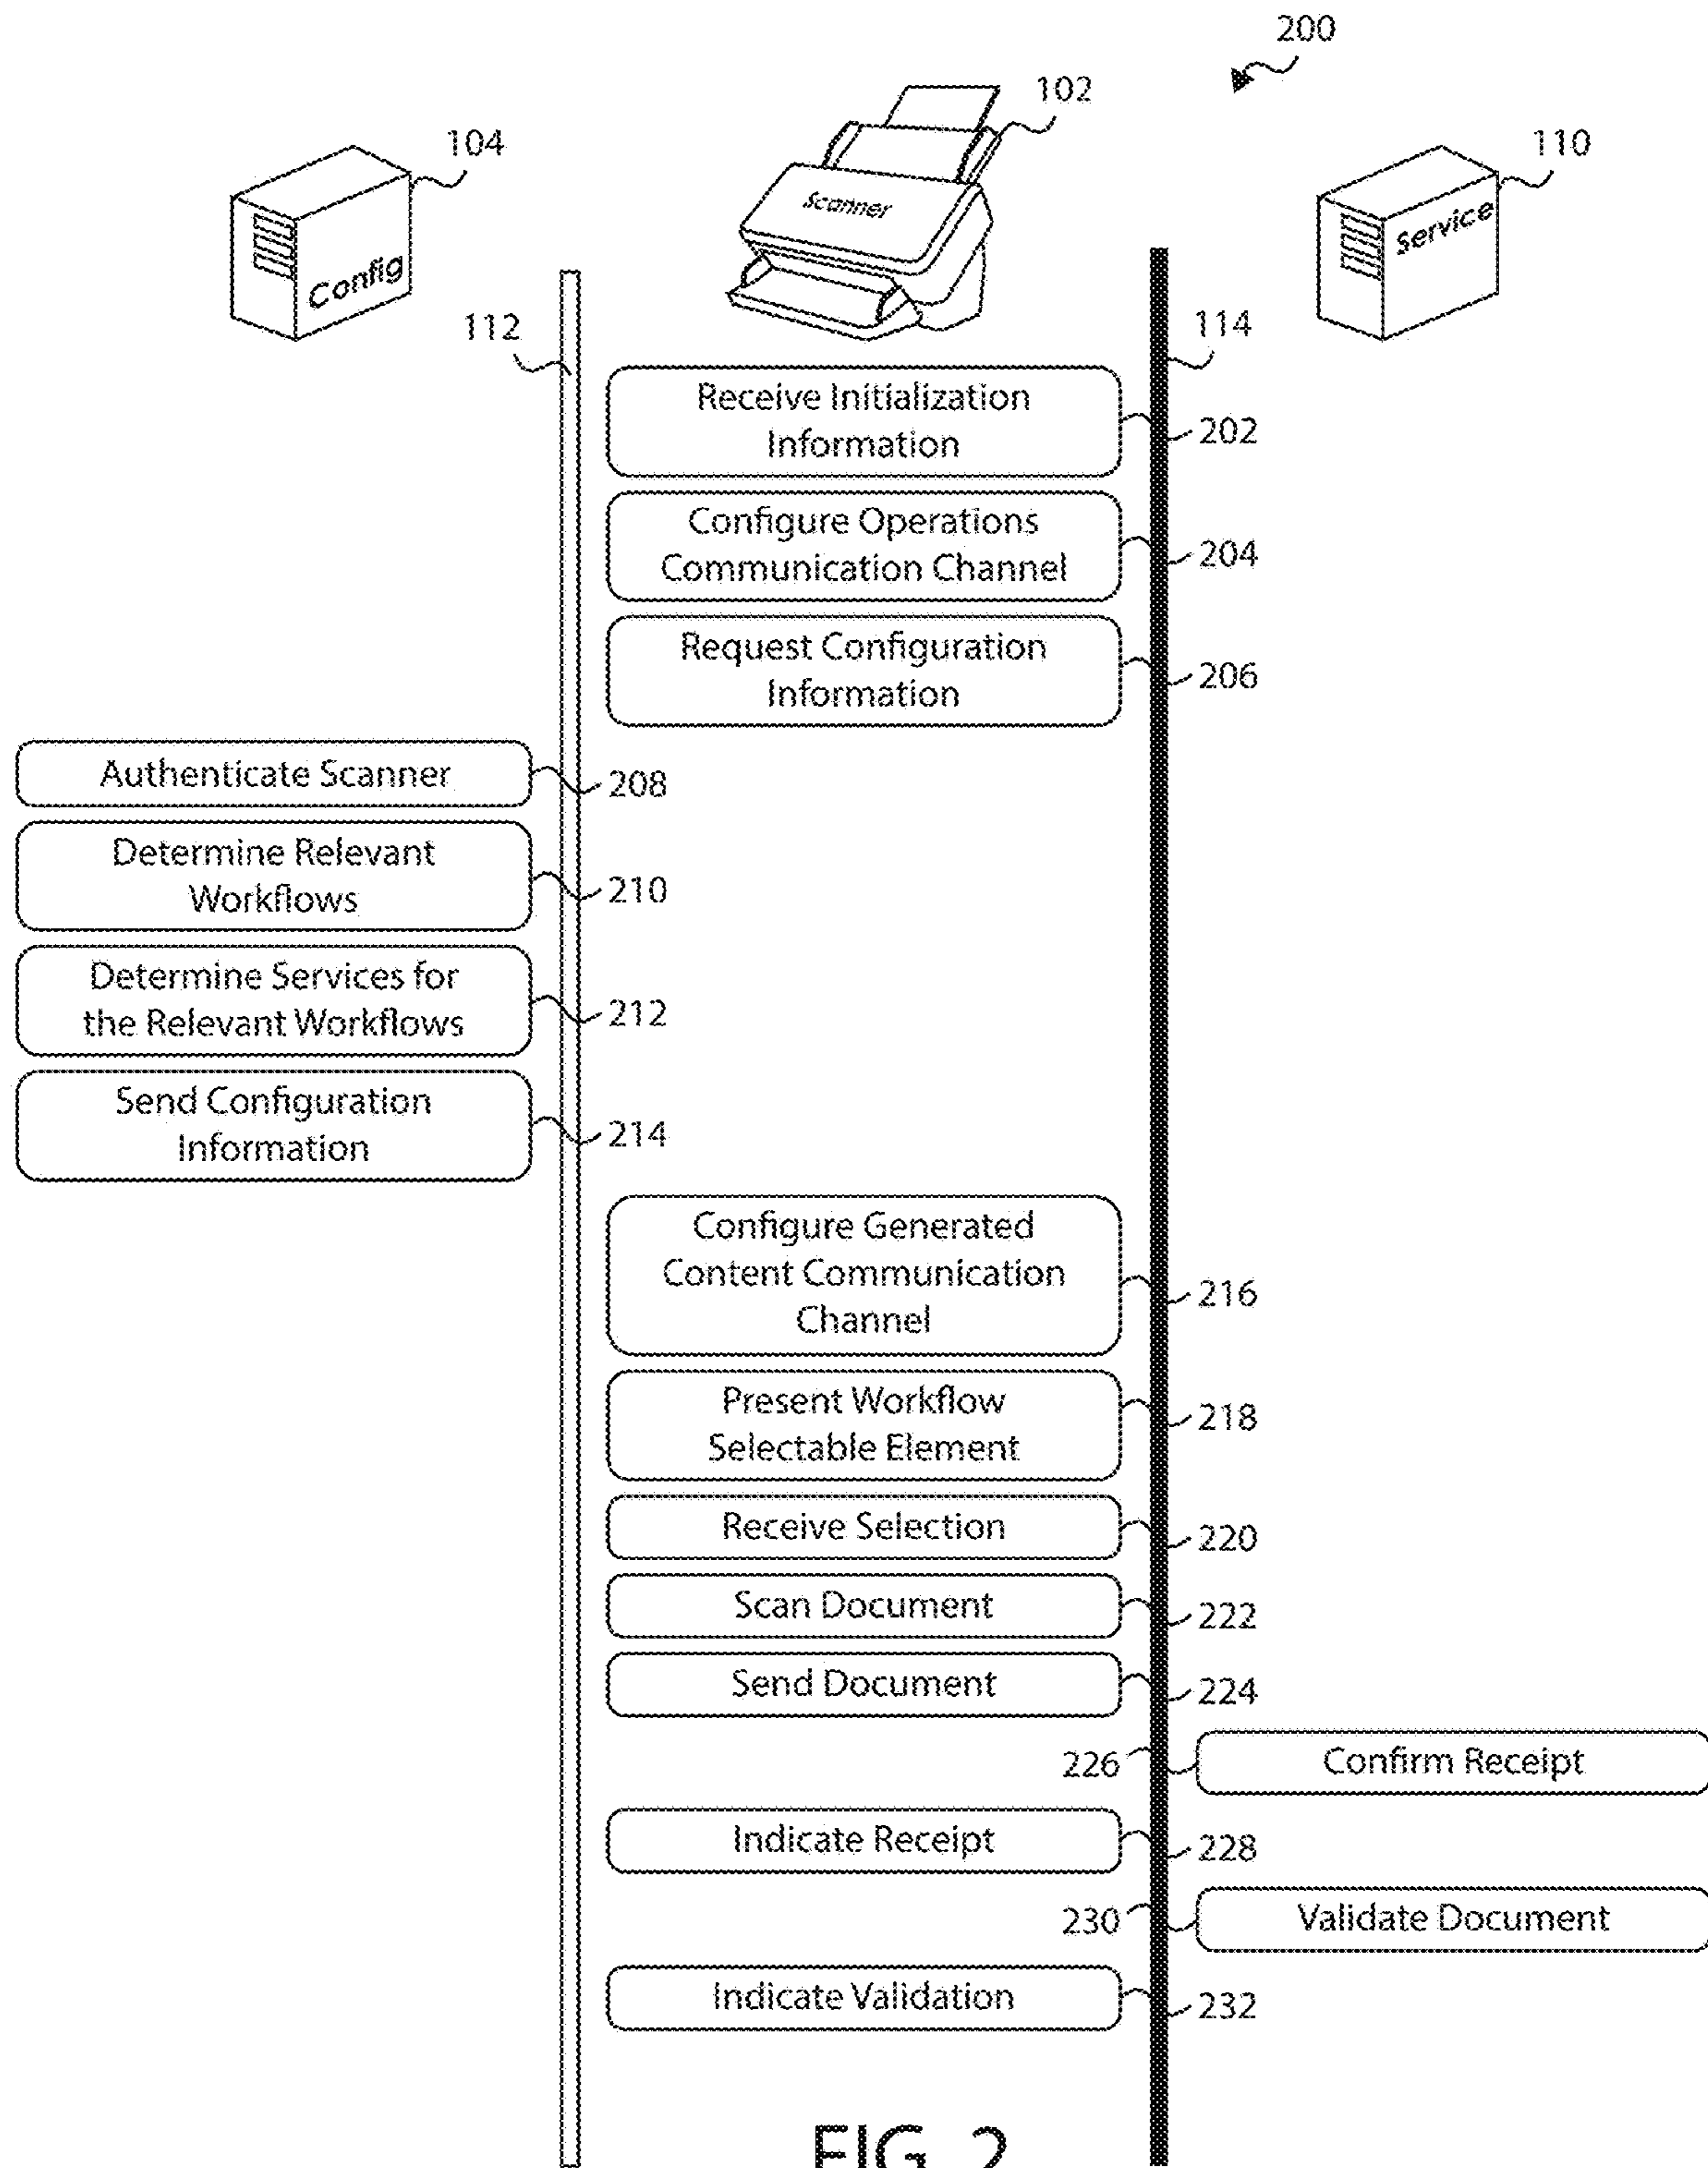 200
102
104
110
Scanner
Service
Config
112
114
Receive Initialization
Information
202
Configure Operations
Communication Channel
204
Request Configuration
Information
206
Authenticate Scanner
208
Determine Relevant
Workflows
210
Determine Services for
the Relevant Workflows
212
Send Configuration
Information
214
Configure Generated
Content Communication
Channel
216
Present Workflow
Selectable Element
218
Receive Selection
220
Scan Document
222
Send Document
224
226
Confirm Receipt
Indicate Receipt
228
230
Validate Document
Indicate Validation
232
FIG. 2